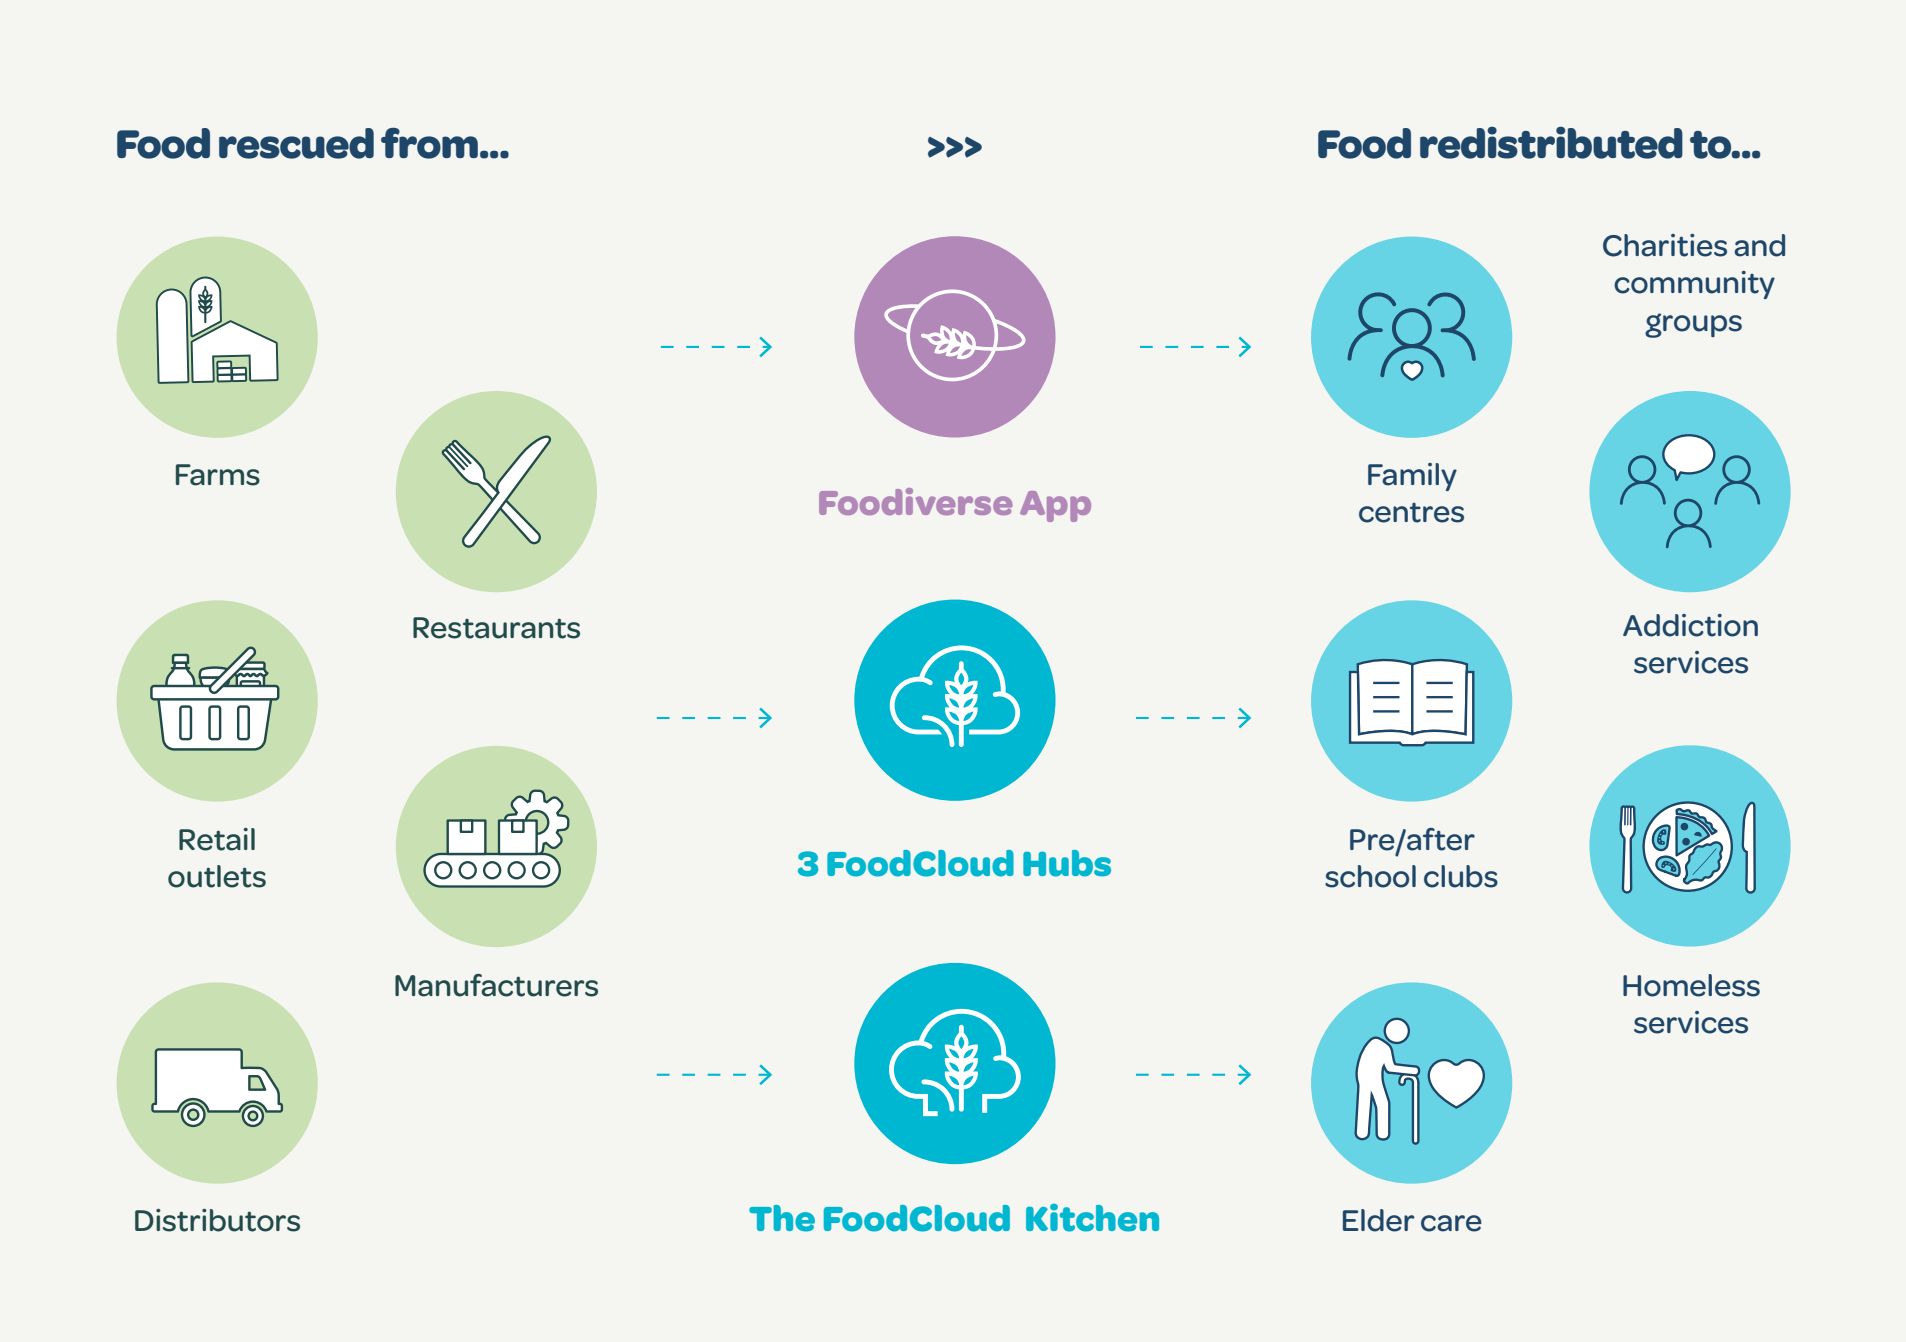 Food rescued from...
>>>
Food redistributed to...
Farms
Restaurants
Retail
outlets
Manufacturers
Distributors
Foodiverse App
3 FoodCloud Hubs
The FoodCloud Kitchen
Charities and
community
groups
Family
centres
Addiction
services
Pre/after
school clubs
Homeless
services
Elder care